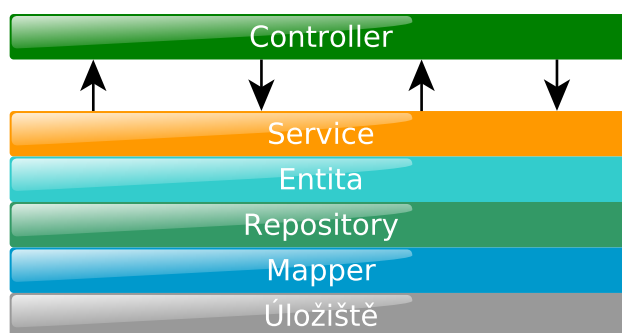 Controller
Service
Entita
Repository
Mapper
Úložiště